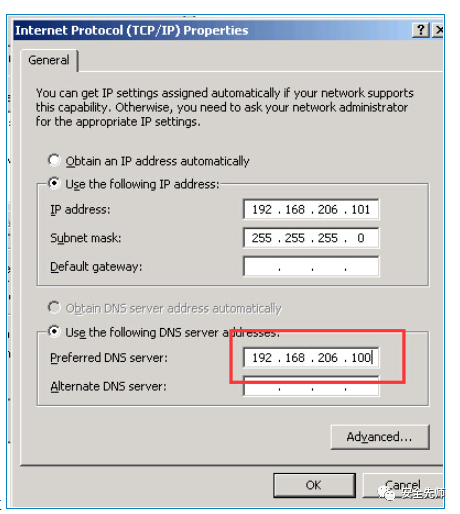 Internet Protocol (TCP/IP) Properties
General
You can get IP settings assigned automatically if your network supports
this capability. Otherwise, you need to ask your network administrator
for the appropriate IP settings.
Obtain an IP address automatically
Use the following IP address:
IP address: 192 . 168 . 206 . 101
Subnet mask: 255 . 255 . 255 . 0
Default gateway: . . .
Obtain DNS server address automatically
Use the following DNS server addresses:
Preferred DNS server: 192 . 168 . 206 . 100
Alternate DNS server: . . .
Advanced...
OK Cancel
安全先师